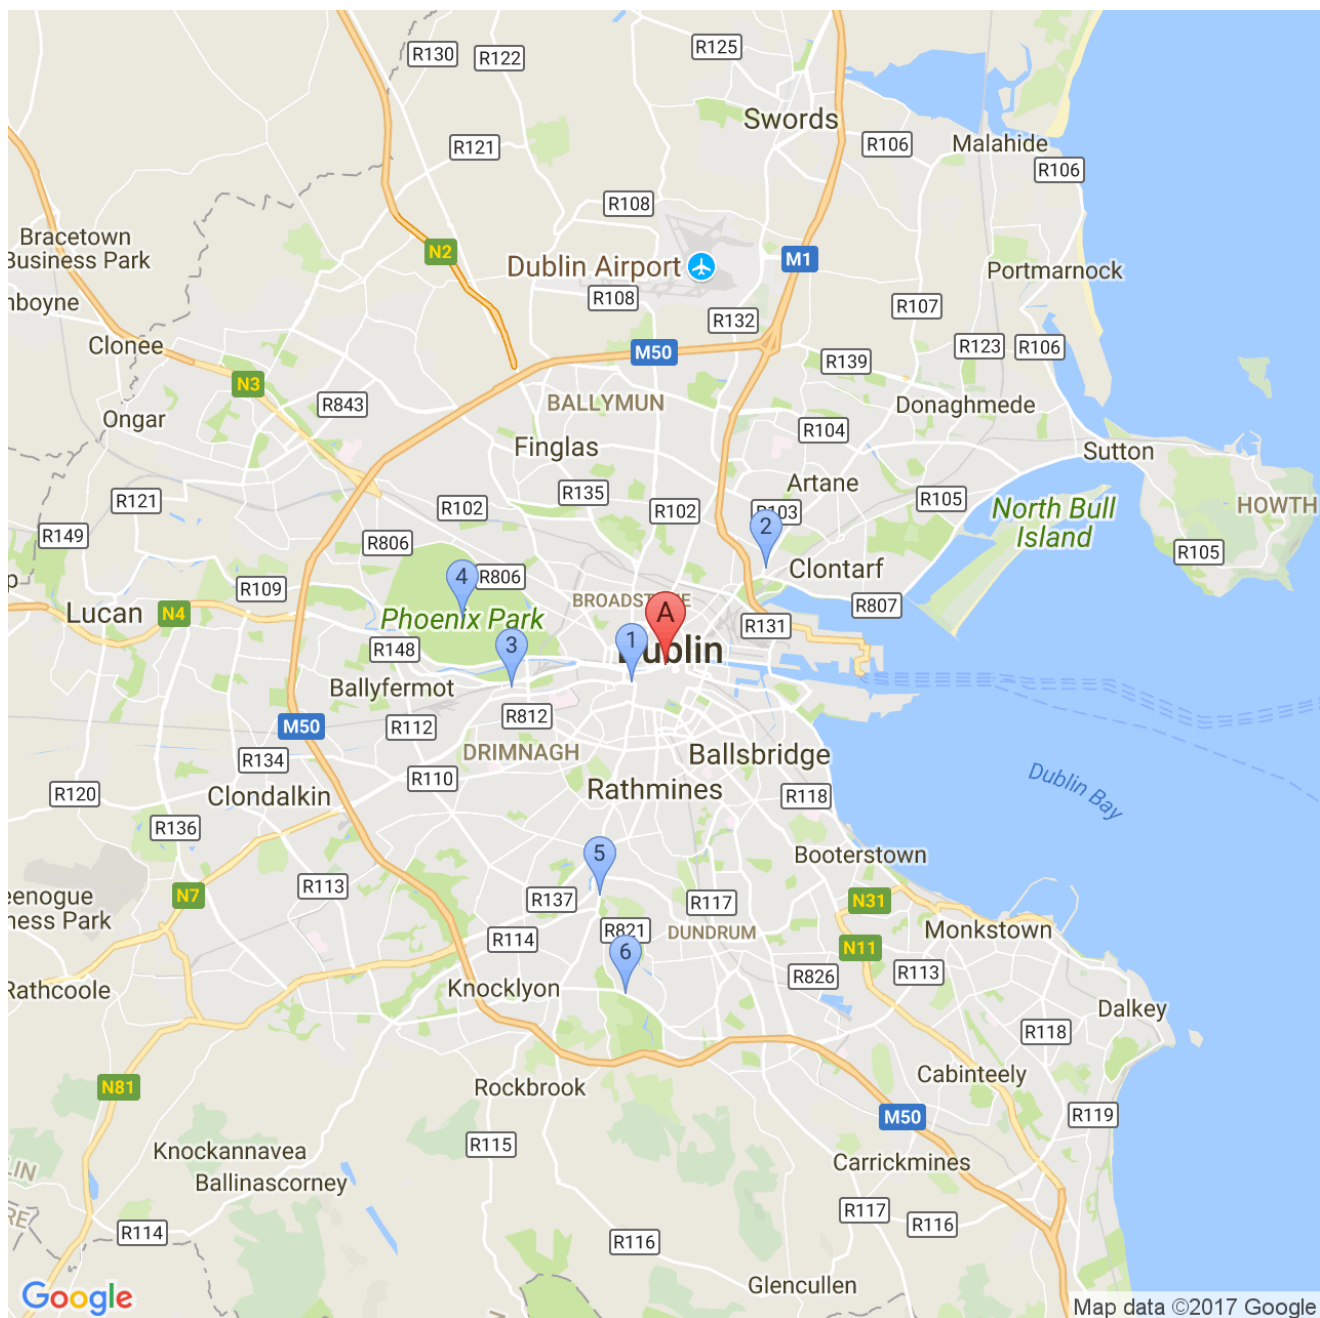 R125
R130
R122
Swords
R106
Malahide
R121
R106
R108
Bracetown
Business Park
N2
Dublin Airport
M1
Portmarnock
R108
R107
R132
Clonee
M50
R139
R123
R106
N3
BALLYMUN
R843
Donaghmede
Ongar
R104
Finglas
Sutton
Artane
R121
R135
R105
R102
R102
R103
North Bull
Island
HOWTH
R149
2
R806
R105
4
R806
Clontarf
R109
Lucan
N4
Phoenix Park
A
R807
R131
1
Dublin
3
R148
Ballyfermot
M50
R112
R812
DRIMNAGH
Ballsbridge
R134
R110
Rathmines
Dublin Bay
R120
Clondalkin
R118
R136
5
Booterstown
R113
R137
R117
N31
N7
R821
DUNDRUM
Monkstown
R114
N11
6
R826
R113
Rathcoole
Knocklyon
Dalkey
R118
Cabinteely
N81
Rockbrook
M50
R119
R115
Knockannavea
Carrickmines
Ballinascorney
R117
R116
R114
R116
Glencullen
Google
Map data ©2017 Google